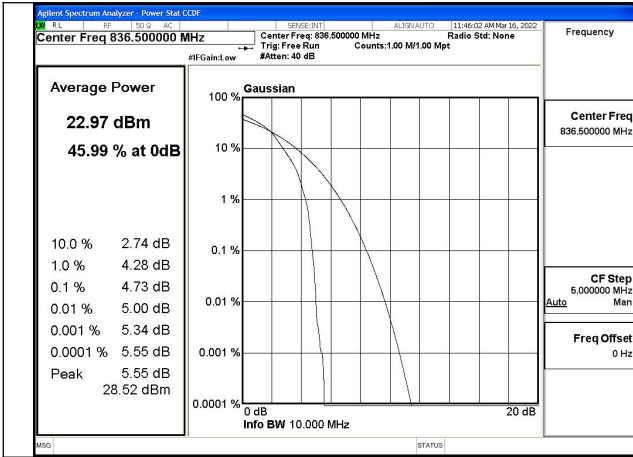 Agilent Spectrum Analyzer - Power Stat CCDF
RL RF 50 Ω AC SENSE:INT ALIGN AUTO 11:46:02 AM Mar 16, 2022
Center Freq 836.500000 MHz
Center Freq: 836.500000 MHz Radio Std: None
Trig: Free Run Counts:1.00 M/1.00 Mpt
#IFGain:Low #Atten: 40 dB
Frequency
Average Power
22.97 dBm
45.99 % at 0dB
10.0 % 2.74 dB
1.0 % 4.28 dB
0.1 % 4.73 dB
0.01 % 5.00 dB
0.001 % 5.34 dB
0.0001 % 5.55 dB
Peak 5.55 dB
28.52 dBm
Gaussian
100 %
10 %
1 %
0.1 %
0.01 %
0.001 %
0.0001 %
0 dB 20 dB
Info BW 10.000 MHz
Center Freq
836.500000 MHz
CF Step
5.000000 MHz
Auto Man
Freq Offset
0 Hz
MSG STATUS